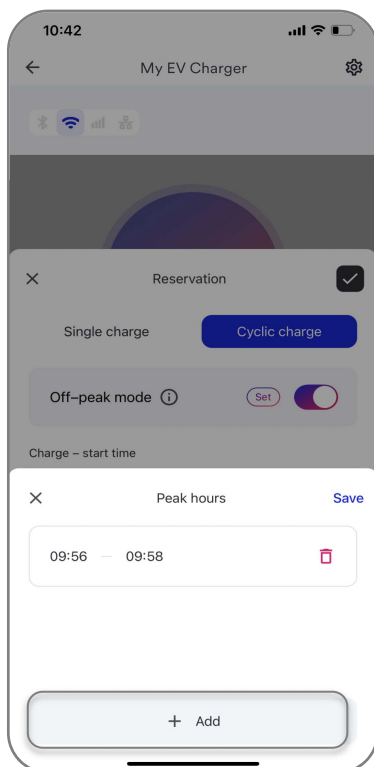 10:42
My EV Charger
Reservation
Single charge Cyclic charge
Off-peak mode Set
Charge – start time
Peak hours Save
09:56 — 09:58
+ Add